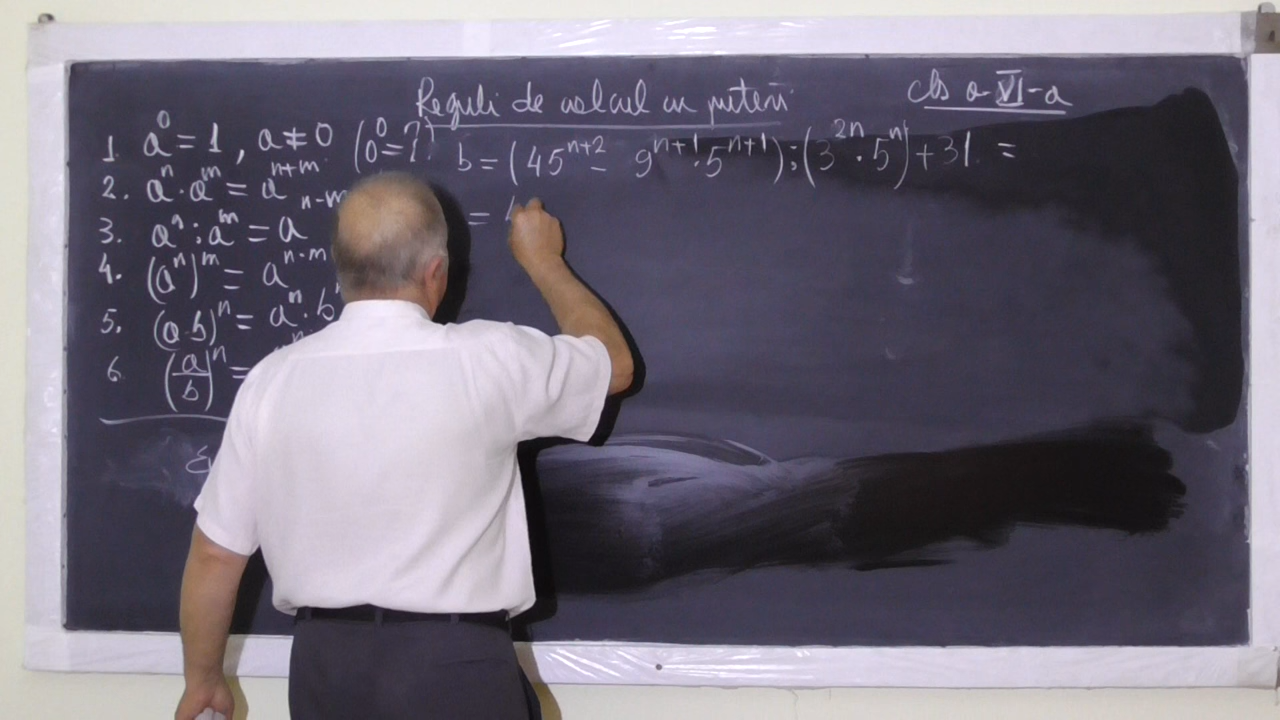 Reguli de calcul cu puteri
cls a-VI-a
1. a⁰ = 1, a ≠ 0 (0⁰ = ?)
2. aⁿ · aᵐ = aⁿ⁺ᵐ
3. aⁿ : aᵐ = aⁿ⁻ᵐ
4. (aⁿ)ᵐ = aⁿ·ᵐ
5. (a·b)ⁿ = aⁿ · b
6. (a/b)ⁿ =
b = (45ⁿ⁺² - 9ⁿ⁺¹·5ⁿ⁺¹) : (3²ⁿ·5ⁿ) + 31 =
=